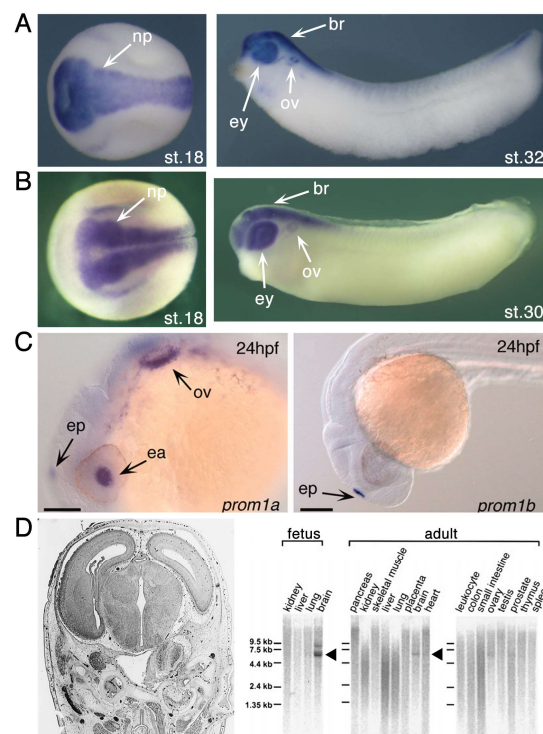 A
np
st.18
br
ey
ov
st.32
B
np
st.18
br
ey
ov
st.30
C
24hpf
ov
ep
ea
prom1a
24hpf
ep
prom1b
D
fetus
kidney
liver
lung
brain
9.5 kb
7.5 kb
4.4 kb
2.4 kb
1.35 kb
adult
pancreas
kidney
skeletal muscle
liver
lung
placenta
brain
heart
leukocyte
colon
small intestine
ovary
testis
prostate
thymus